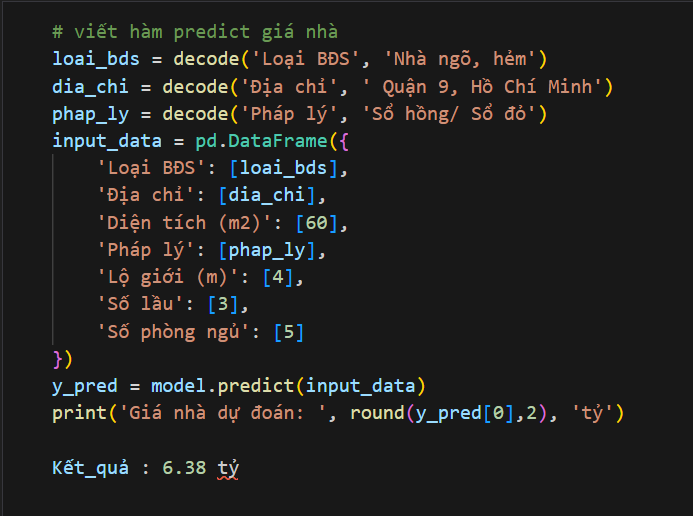 # viết hàm predict giá nhà
loai_bds = decode('Loại BĐS', 'Nhà ngõ, hẻm')
dia_chi = decode('Địa chỉ', ' Quận 9, Hồ Chí Minh')
phap_ly = decode('Pháp lý', 'Sổ hồng/ Sổ đỏ')
input_data = pd.DataFrame({
    'Loại BĐS': [loai_bds],
    'Địa chỉ': [dia_chi],
    'Diện tích (m2)': [60],
    'Pháp lý': [phap_ly],
    'Lộ giới (m)': [4],
    'Số lầu': [3],
    'Số phòng ngủ': [5]
})
y_pred = model.predict(input_data)
print('Giá nhà dự đoán: ', round(y_pred[0],2), 'tỷ')
Kết_quả : 6.38 tỷ